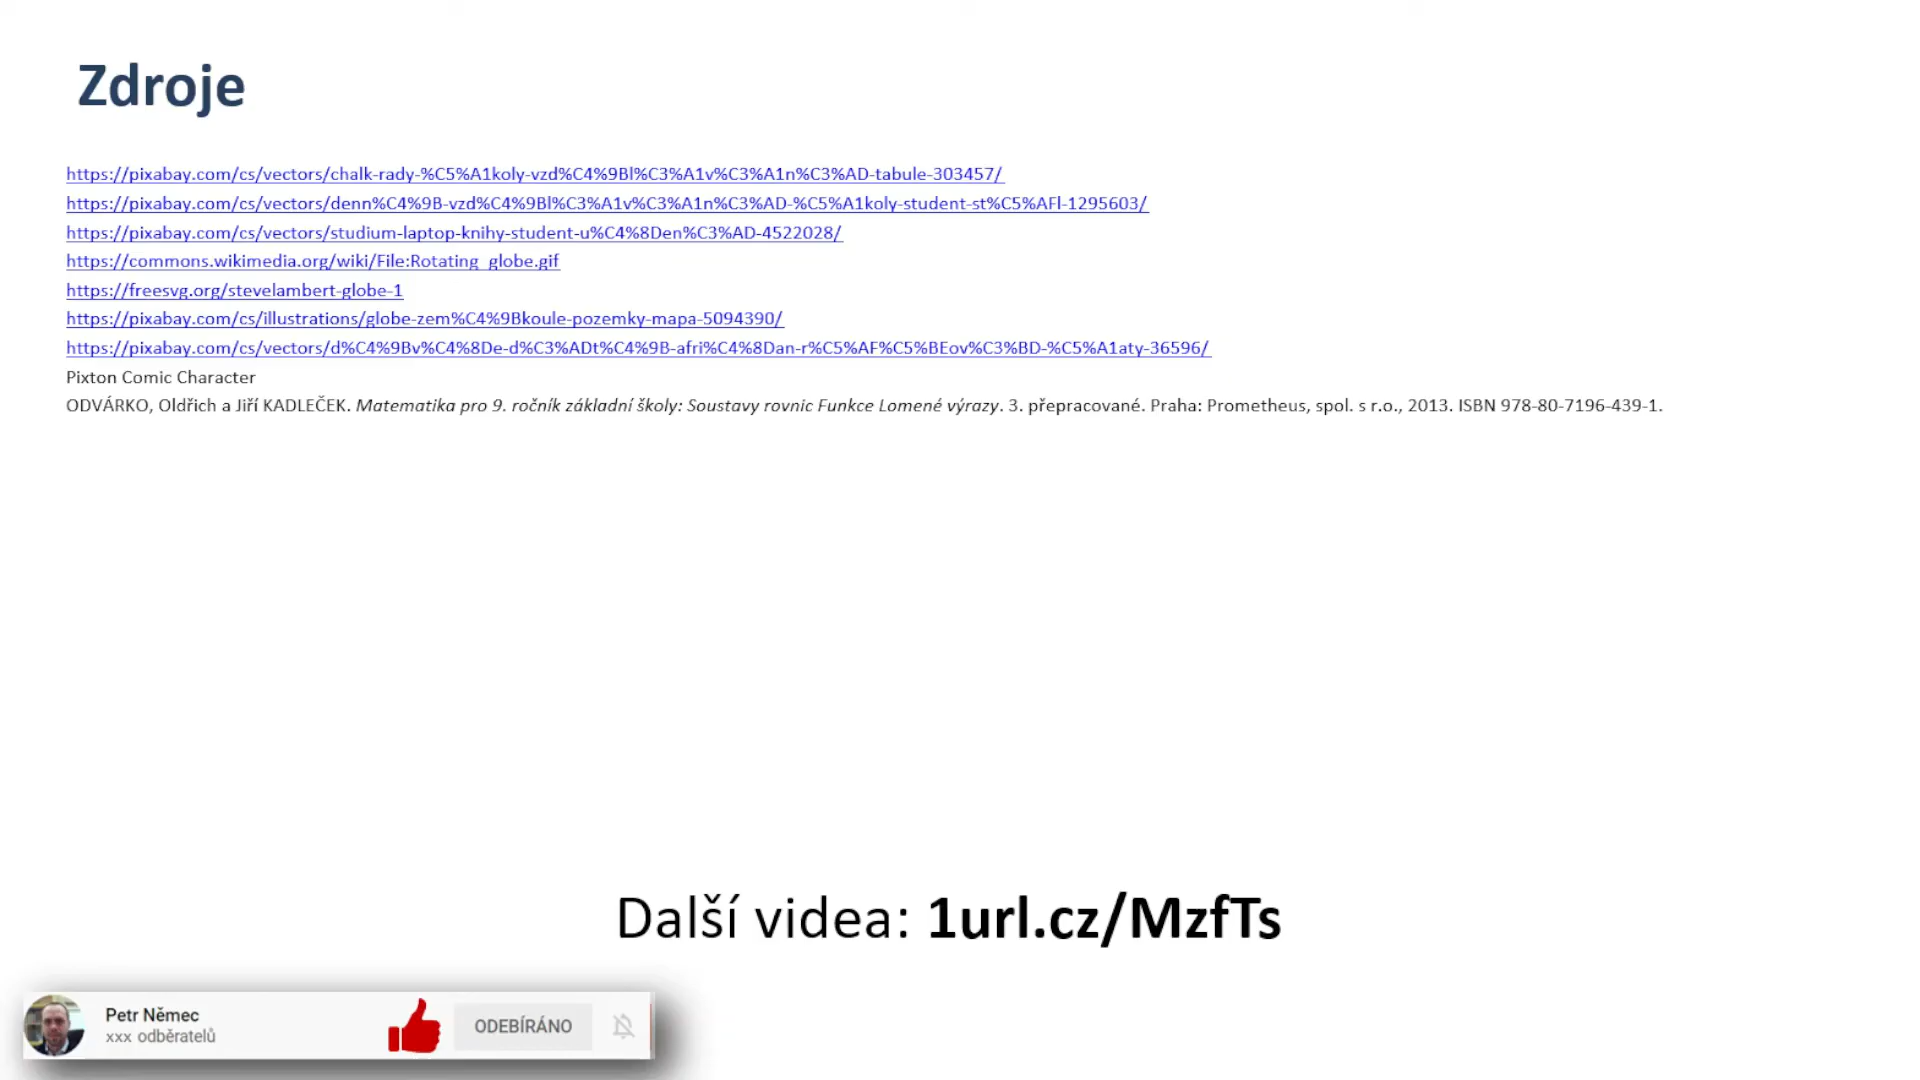 Zdroje
https://pixabay.com/cs/vectors/chalk-rady-%C5%A1koly-vzd%C4%9Bl%C3%A1v%C3%A1n%C3%AD-tabule-303457/
https://pixabay.com/cs/vectors/denn%C4%9B-vzd%C4%9Bl%C3%A1v%C3%A1n%C3%AD-%C5%A1koly-student-st%C5%AFl-1295603/
https://pixabay.com/cs/vectors/studium-laptop-knihy-student-u%C4%8Den%C3%AD-4522028/
https://commons.wikimedia.org/wiki/File:Rotating_globe.gif
https://freesvg.org/stevelambert-globe-1
https://pixabay.com/cs/illustrations/globe-zem%C4%9Bkoule-pozemky-mapa-5094390/
https://pixabay.com/cs/vectors/d%C4%9Bv%C4%8De-d%C3%ADt%C4%9B-afri%C4%8Dan-r%C5%AF%C5%BEov%C3%BD-%C5%A1aty-36596/
Pixton Comic Character
ODVÁRKO, Oldřich a Jiří KADLEČEK. Matematika pro 9. ročník základní školy: Soustavy rovnic Funkce Lomené výrazy. 3. přepracované. Praha: Prometheus, spol. s r.o., 2013. ISBN 978-80-7196-439-1.
Další videa: 1url.cz/MzfTs
Petr Němec
xxx odběratelů
ODEBÍRÁNO